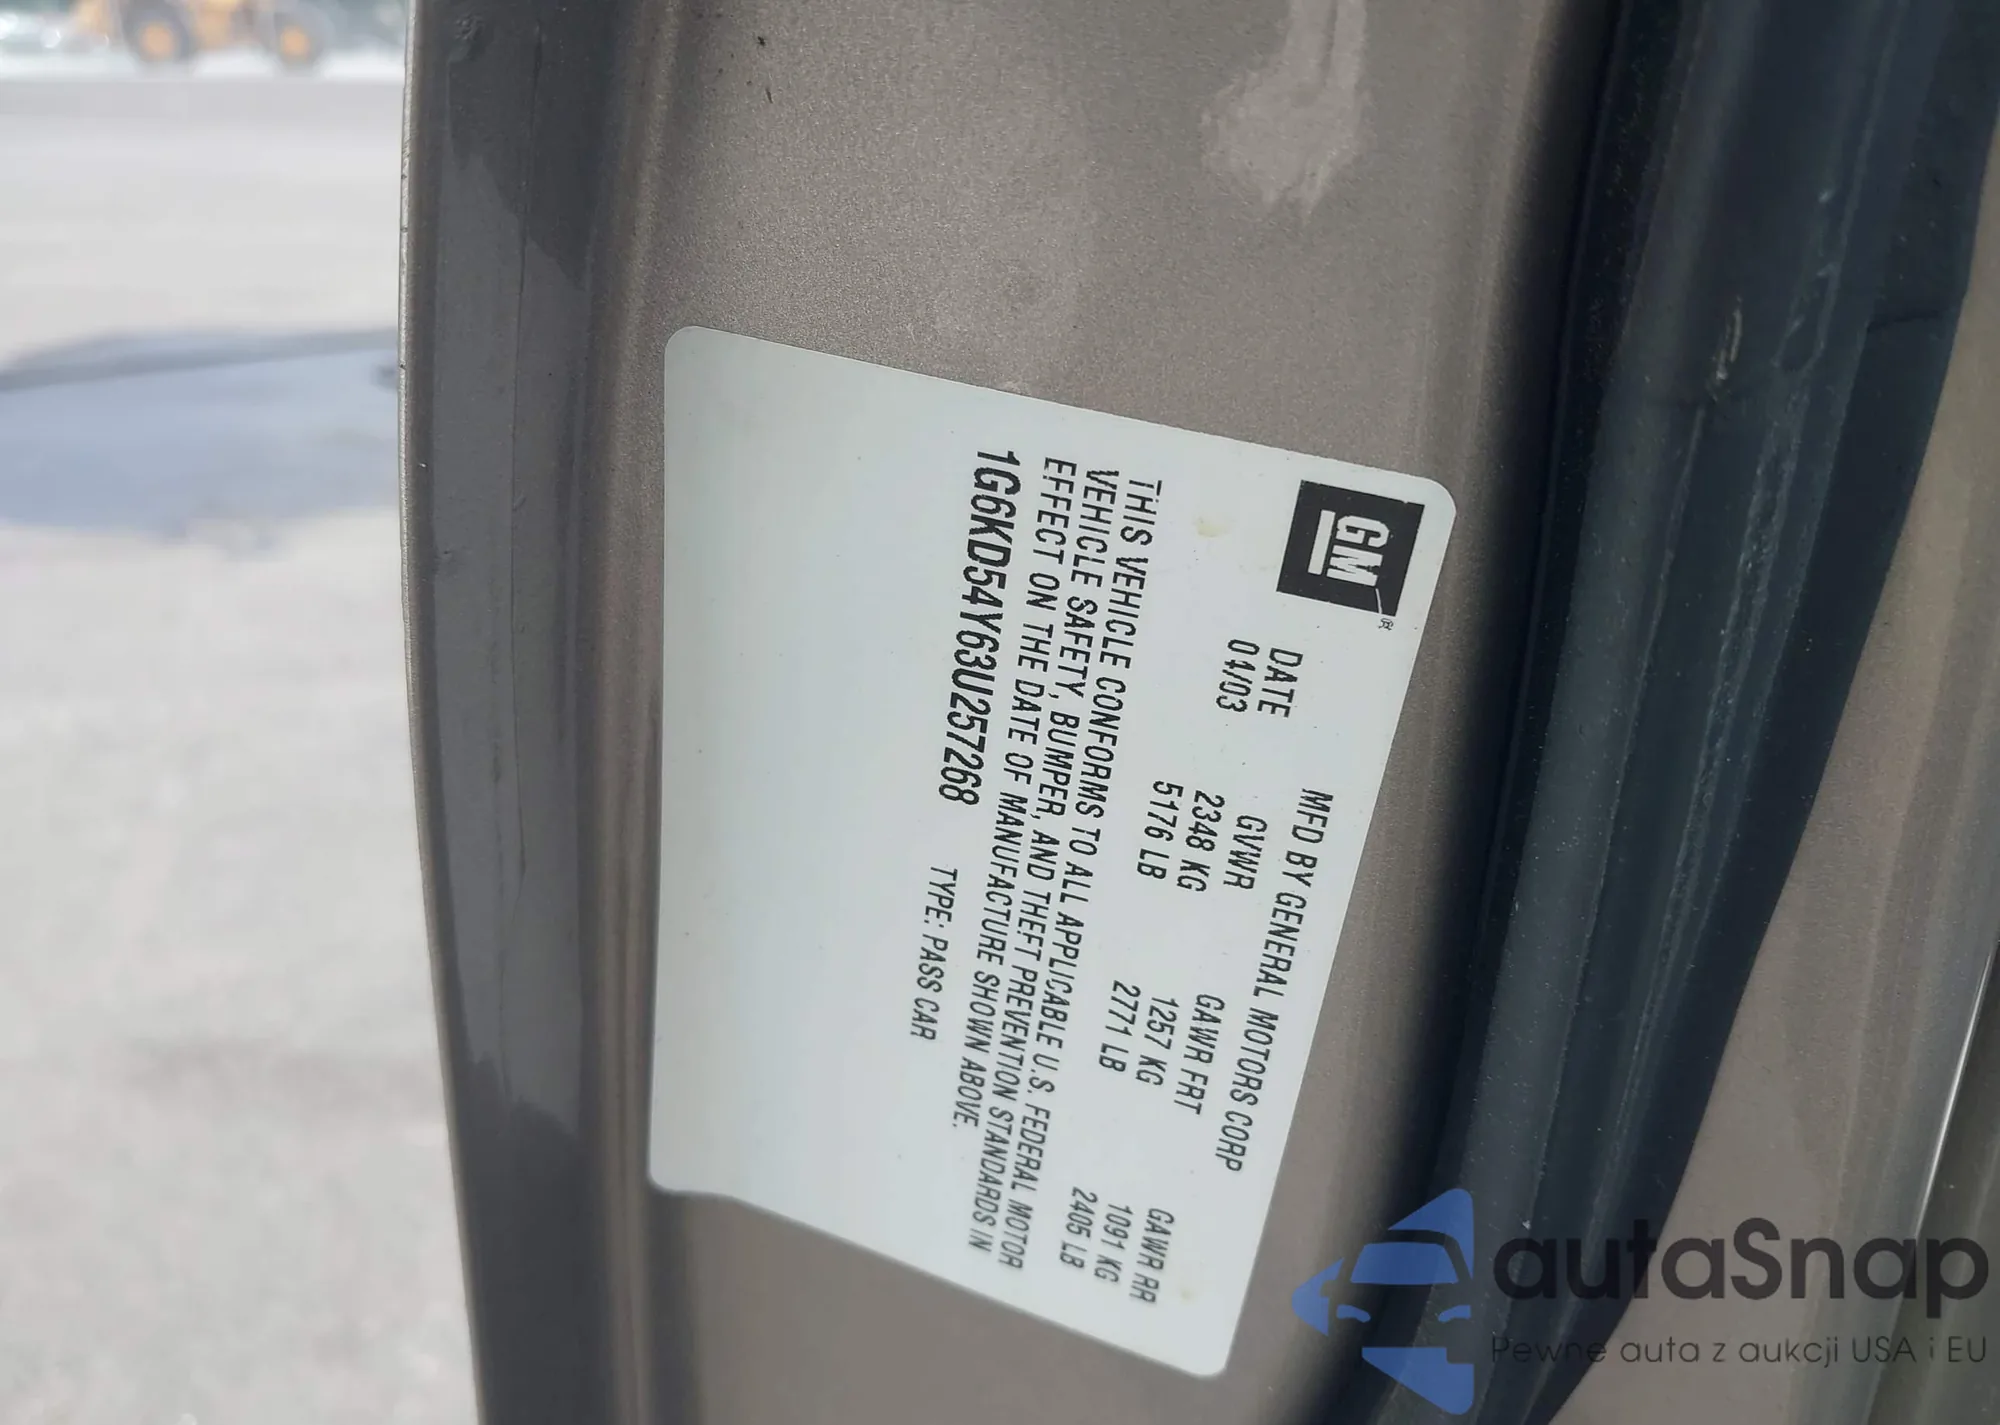 GM
MFD BY GENERAL MOTORS CORP
DATE GVWR GAWR FRT GAWR RR
04/03 2348 KG 1257 KG 1091 KG
5176 LB 2771 LB 2405 LB
THIS VEHICLE CONFORMS TO ALL APPLICABLE U.S. FEDERAL MOTOR
VEHICLE SAFETY, BUMPER, AND THEFT PREVENTION STANDARDS IN
EFFECT ON THE DATE OF MANUFACTURE SHOWN ABOVE.
1G6KD54Y63U257268 TYPE: PASS CAR
autaSnap
Pewne auta z aukcji USA i EU